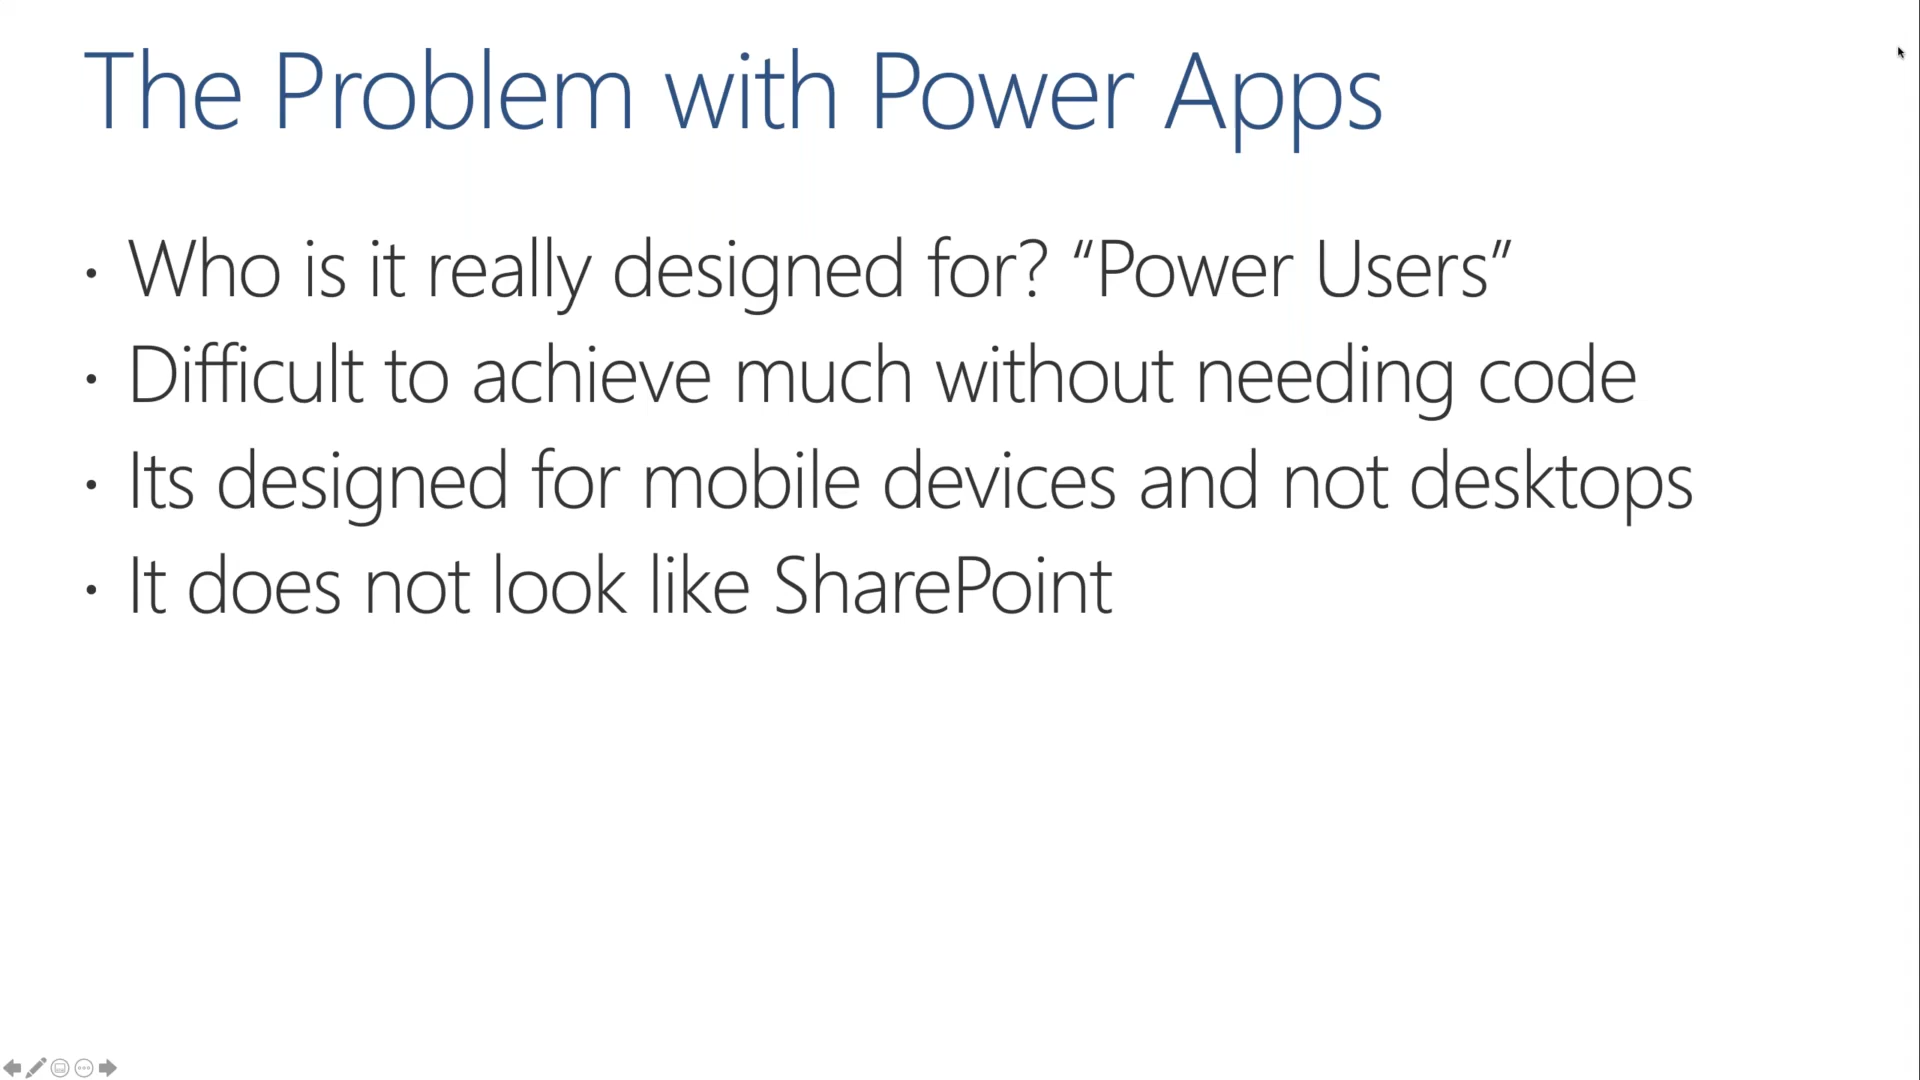 The Problem with Power Apps
• Who is it really designed for? “Power Users”
• Difficult to achieve much without needing code
• Its designed for mobile devices and not desktops
• It does not look like SharePoint